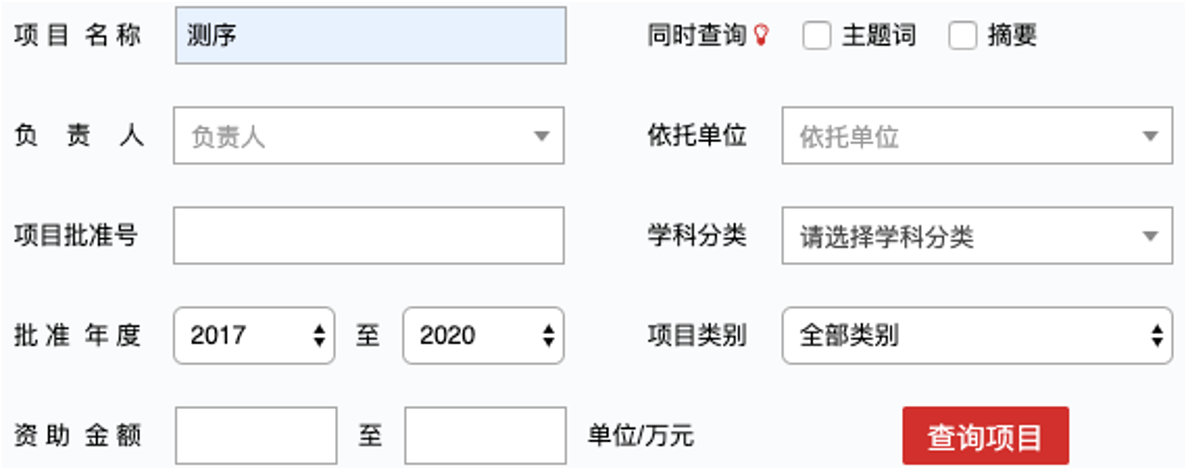 项目名称 测序 同时查询 主题词 摘要
负责人 负责人 依托单位 依托单位
项目批准号 学科分类 请选择学科分类
批准年度 2017 至 2020 项目类别 全部类别
资助金额 至 单位/万元 查询项目